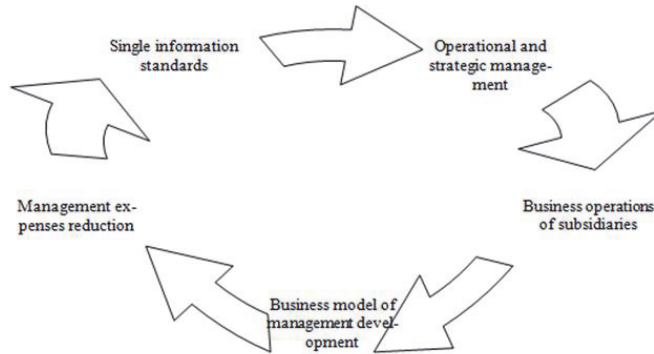 Single information
standards
Operational and
strategic manage-
ment
Business operations
of subsidiaries
Business model of
management devel-
opment
Management ex-
penses reduction